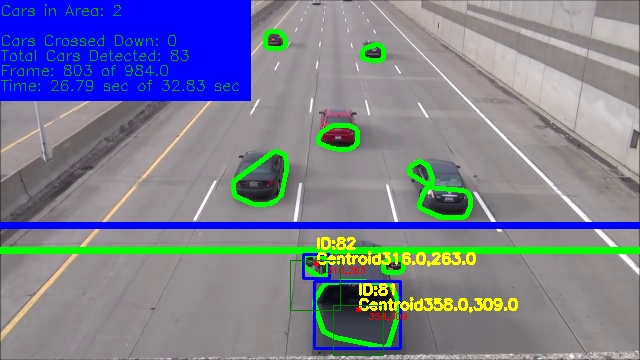 Cars in Area: 2
Cars Crossed Down: 0
Total Cars Detected: 83
Frame: 803 of 984.0
Time: 26.79 sec of 32.83 sec
ID:82
Centroid316.0,263.0
ID:81
Centroid358.0,309.0